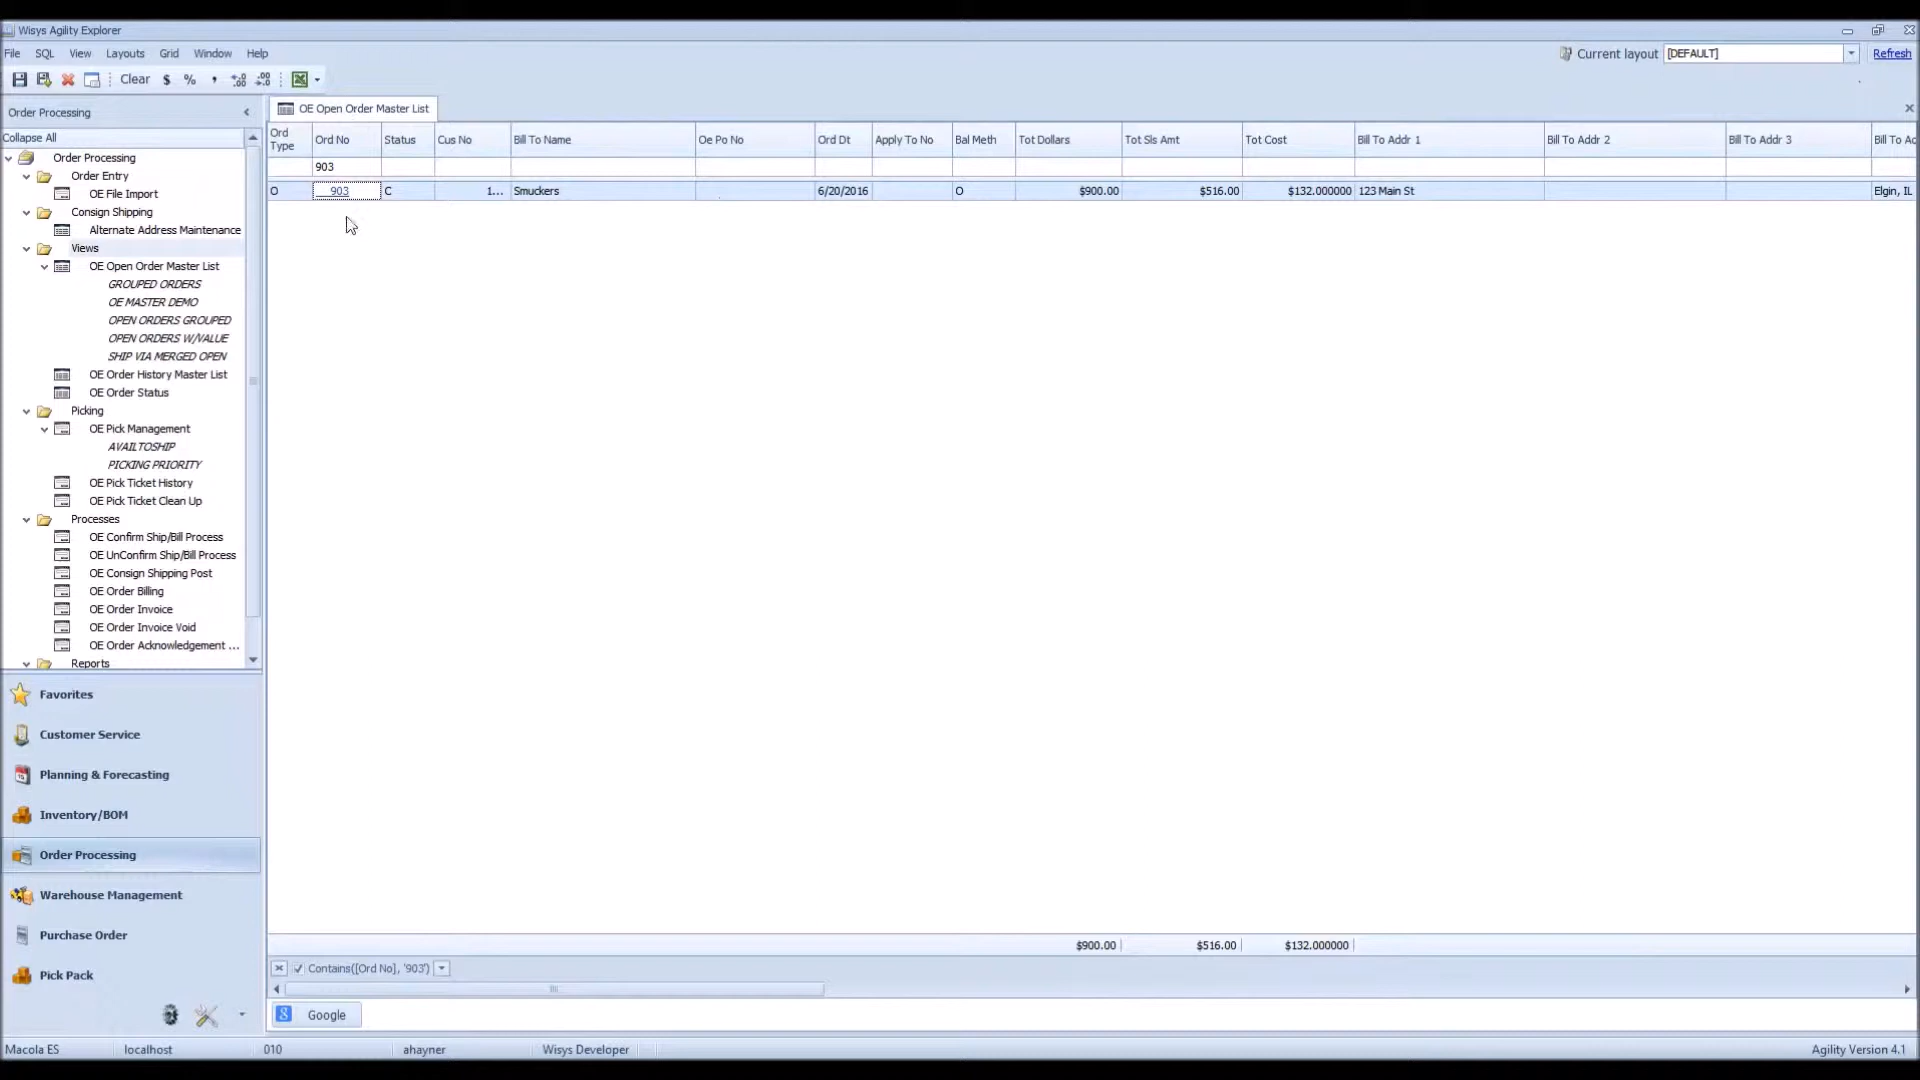 Wisys Agility Explorer
File SQL View Layouts Grid Window Help
Current layout [DEFAULT] Refresh
Clear $ % ,
Order Processing
OE Open Order Master List
Collapse All
Order Processing
Order Entry
OE File Import
Consign Shipping
Alternate Address Maintenance
Views
OE Open Order Master List
GROUPED ORDERS
OE MASTER DEMO
OPEN ORDERS GROUPED
OPEN ORDERS W/VALUE
SHIP VIA MERGED OPEN
OE Order History Master List
OE Order Status
Picking
OE Pick Management
AVAILTOSHIP
PICKING PRIORITY
OE Pick Ticket History
OE Pick Ticket Clean Up
Processes
OE Confirm Ship/Bill Process
OE UnConfirm Ship/Bill Process
OE Consign Shipping Post
OE Order Billing
OE Order Invoice
OE Order Invoice Void
OE Order Acknowledgement ...
Reports
Favorites
Customer Service
Planning & Forecasting
Inventory/BOM
Order Processing
Warehouse Management
Purchase Order
Pick Pack
Ord Type Ord No Status Cus No Bill To Name Oe Po No Ord Dt Apply To No Bal Meth Tot Dollars Tot Sls Amt Tot Cost Bill To Addr 1 Bill To Addr 2 Bill To Addr 3 Bill To Ad
903
O 903 C 1... Smuckers 6/20/2016 O $900.00 $516.00 $132.000000 123 Main St Elgin, IL
$900.00 $516.00 $132.000000
Contains([Ord No], '903')
Google
Macola ES localhost 010 ahayner Wisys Developer Agility Version 4.1